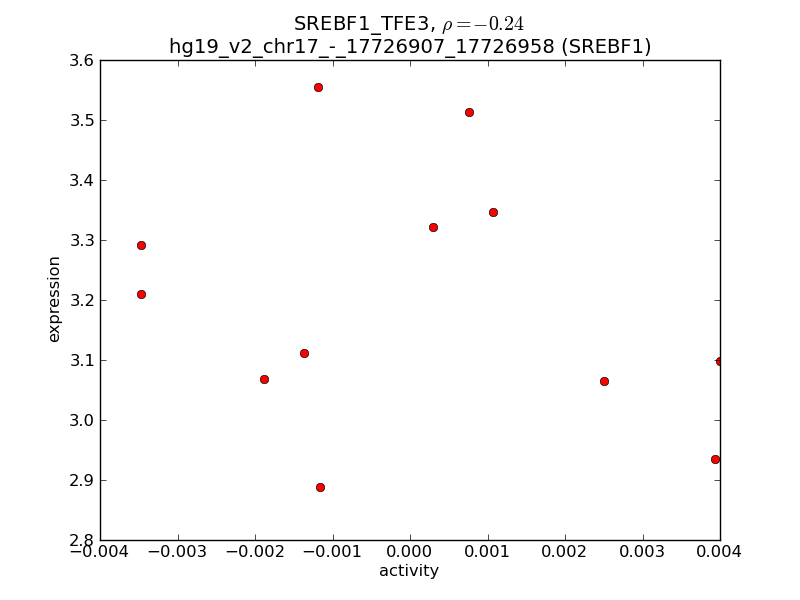 SREBF1_TFE3, ρ=−0.24
hg19_v2_chr17_-_17726907_17726958 (SREBF1)
3.6
3.5
3.4
3.3
3.2
3.1
3.0
2.9
2.8
expression
−0.004 −0.003 −0.002 −0.001 0.000 0.001 0.002 0.003 0.004
activity